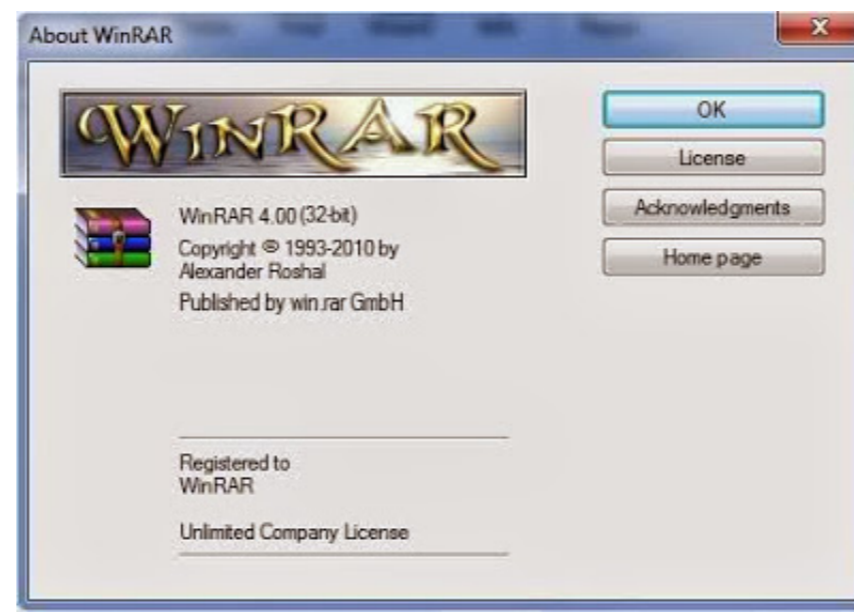 About WinRAR
WINRAR
OK
License
Acknowledgments
Home page
WinRAR 4.00 (32-bit)
Copyright © 1993-2010 by
Alexander Roshal
Published by win.rar GmbH
Registered to
WinRAR
Unlimited Company License